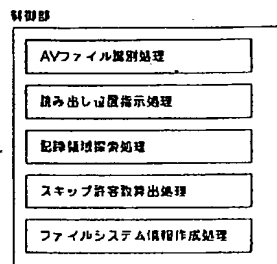 制御部
AVファイル識別処理
読み出し位置指示処理
記録領域探索処理
スキップ許容数算出処理
ファイルシステム情報作成処理